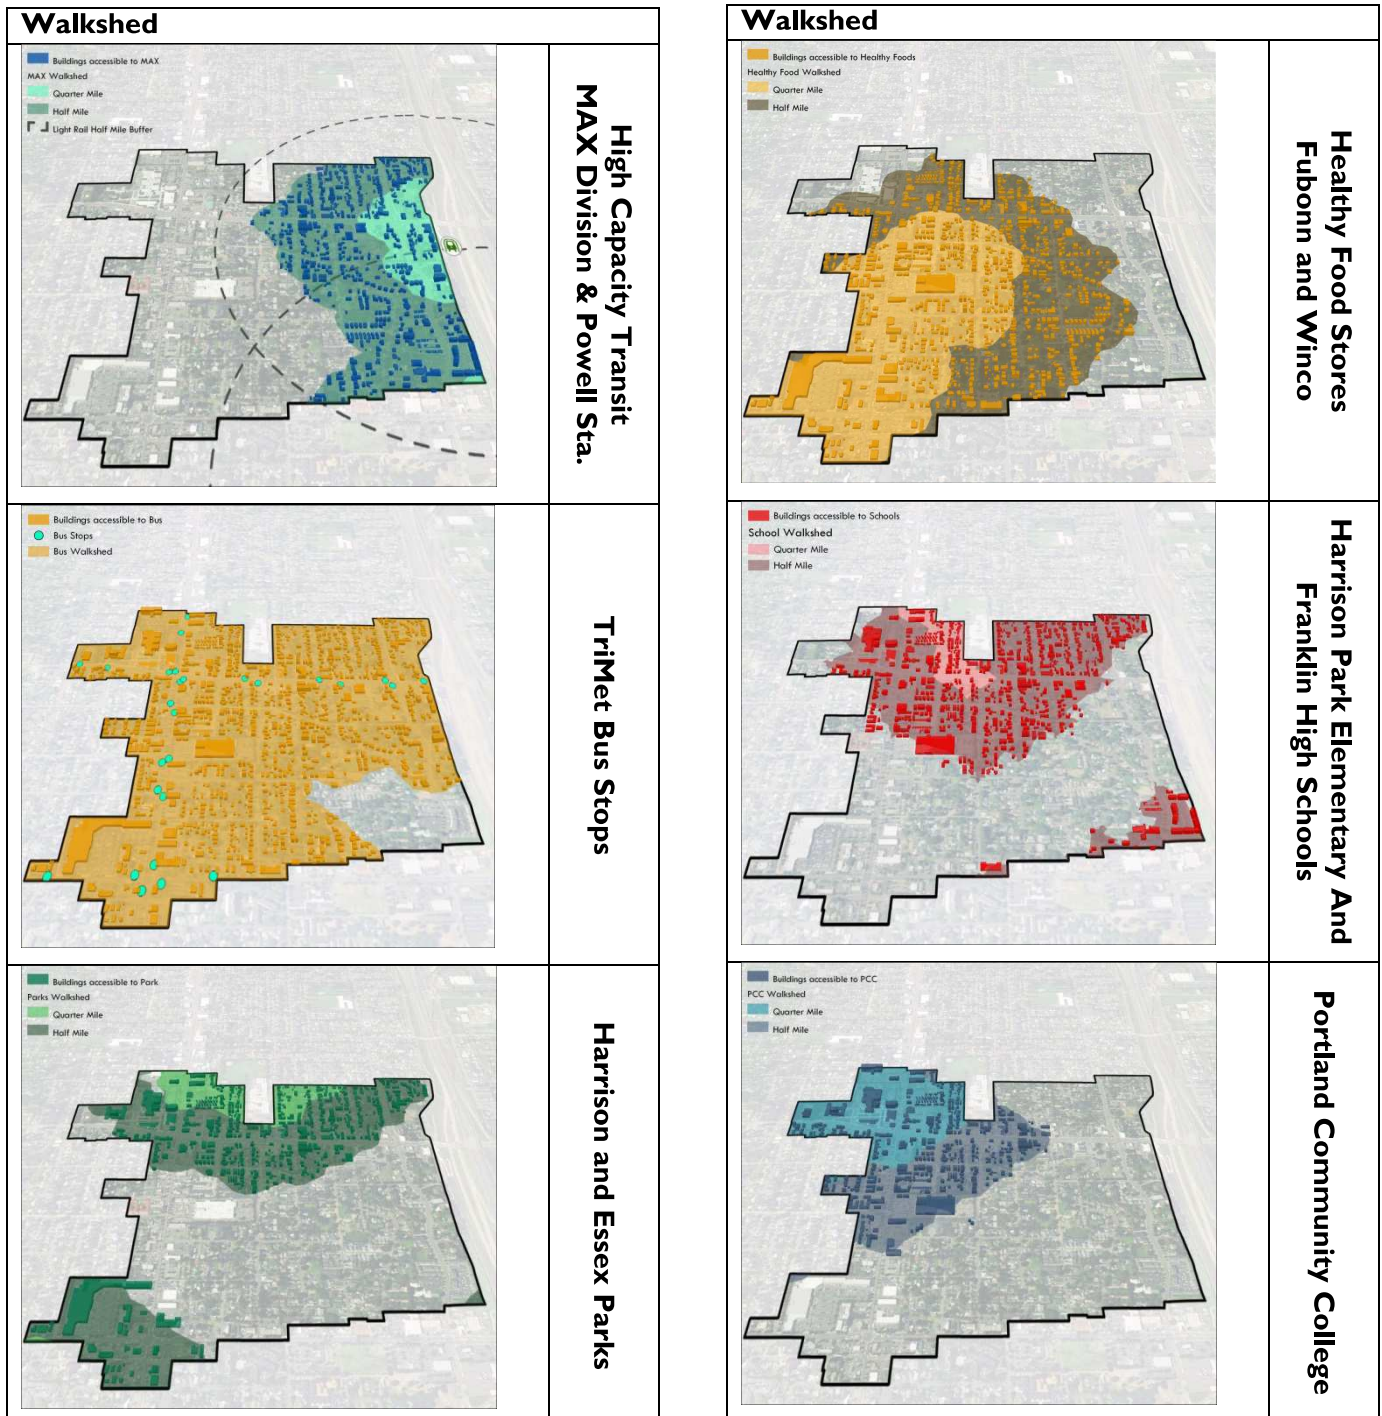 Walkshed
Buildings accessible to MAX
MAX Walkshed
Quarter Mile
Half Mile
Light Rail Half Mile Buffer
High Capacity Transit
MAX Division & Powell Sta.
Buildings accessible to Bus
Bus Stops
Bus Walkshed
TriMet Bus Stops
Buildings accessible to Park
Parks Walkshed
Quarter Mile
Half Mile
Harrison and Essex Parks
Walkshed
Buildings accessible to Healthy Foods
Healthy Food Walkshed
Quarter Mile
Half Mile
Healthy Food Stores
Fubonn and Winco
Buildings accessible to Schools
School Walkshed
Quarter Mile
Half Mile
Harrison Park Elementary And
Franklin High Schools
Buildings accessible to PCC
PCC Walkshed
Quarter Mile
Half Mile
Portland Community College